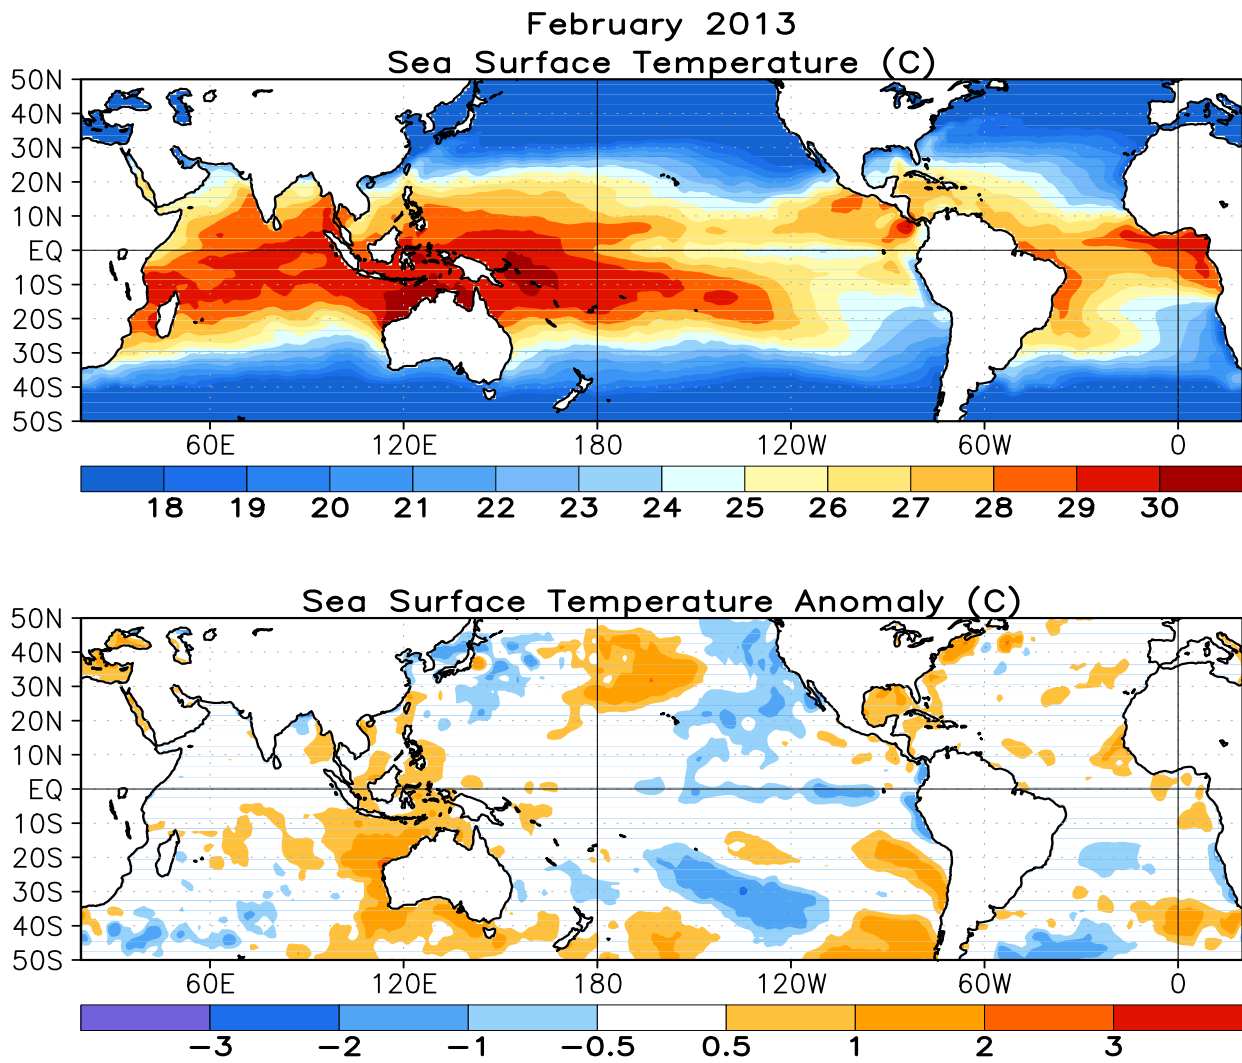 February 2013
Sea Surface Temperature (C)
50N
40N
30N
20N
10N
EQ
10S
20S
30S
40S
50S
60E 120E 180 120W 60W 0
18 19 20 21 22 23 24 25 26 27 28 29 30
Sea Surface Temperature Anomaly (C)
50N
40N
30N
20N
10N
EQ
10S
20S
30S
40S
50S
60E 120E 180 120W 60W 0
−3 −2 −1 −0.5 0.5 1 2 3